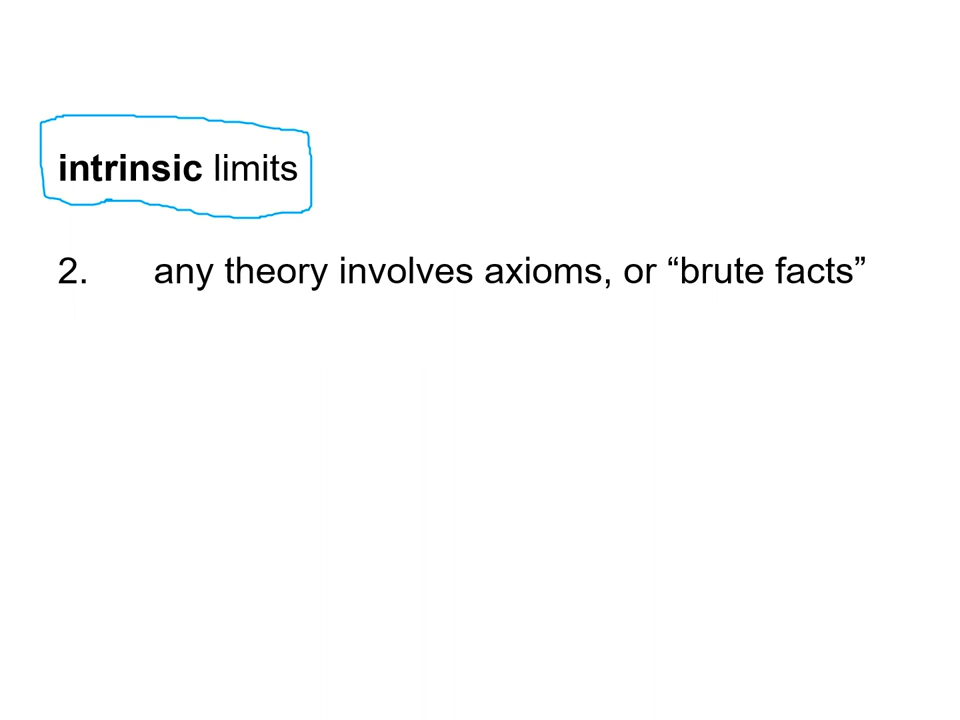 intrinsic limits
2. any theory involves axioms, or “brute facts”